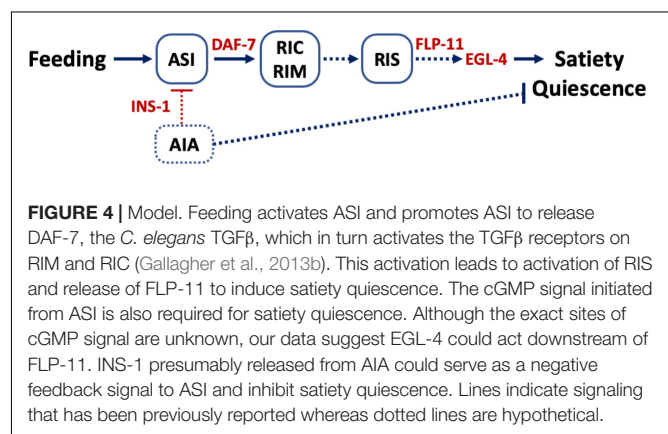 DAF-7
FLP-11
Feeding
ASI
RIC
RIM
RIS
EGL-4
Satiety
Quiescence
INS-1
AIA
FIGURE 4 | Model. Feeding activates ASI and promotes ASI to release
DAF-7, the C. elegans TGFβ, which in turn activates the TGFβ receptors on
RIM and RIC (Gallagher et al., 2013b). This activation leads to activation of RIS
and release of FLP-11 to induce satiety quiescence. The cGMP signal initiated
from ASI is also required for satiety quiescence. Although the exact sites of
cGMP signal are unknown, our data suggest EGL-4 could act downstream of
FLP-11. INS-1 presumably released from AIA could serve as a negative
feedback signal to ASI and inhibit satiety quiescence. Lines indicate signaling
that has been previously reported whereas dotted lines are hypothetical.